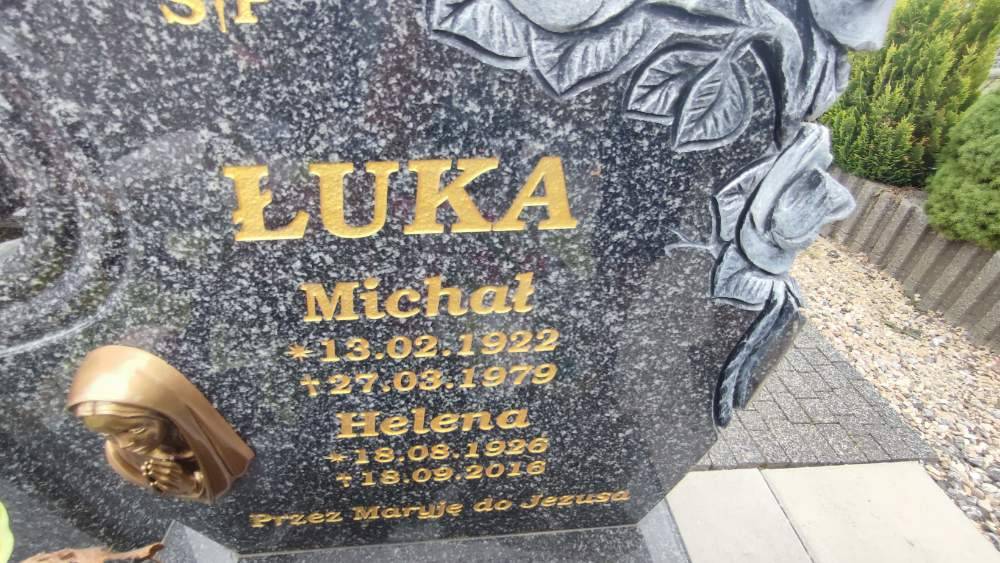 Ś|P
ŁUKA
Michał
*13.02.1922
†27.03.1979
Helena
*18.08.1926
†18.09.2016
Przez Maryję do Jezusa